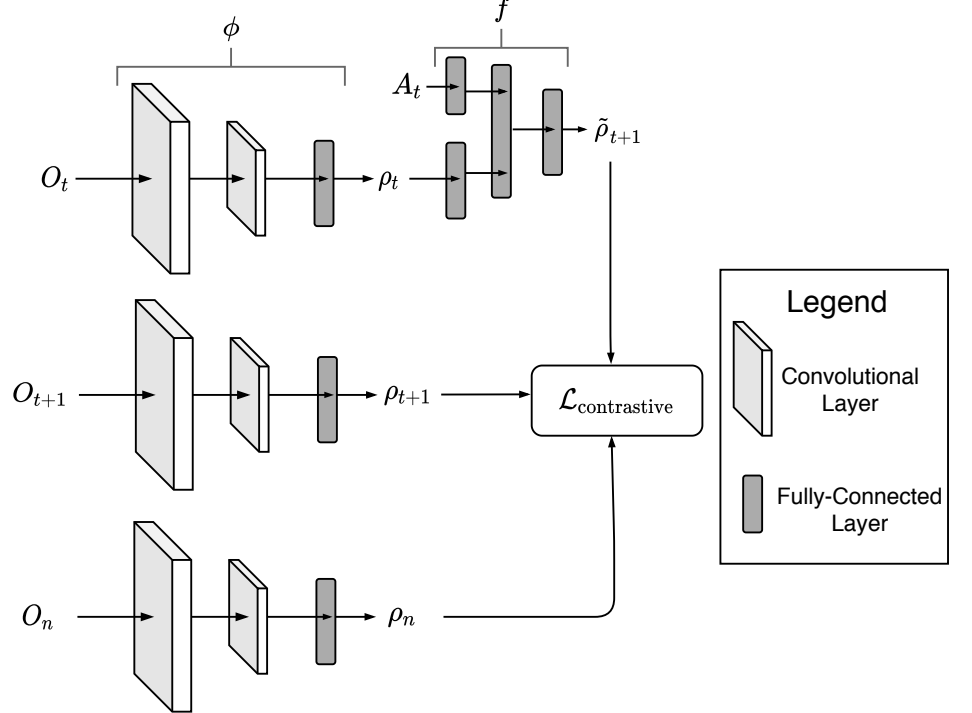 ϕ
f
A_t
ρ̃_{t+1}
O_t
ρ_t
Legend
Convolutional
Layer
O_{t+1}
ρ_{t+1}
ℒ_contrastive
Fully-Connected
Layer
O_n
ρ_n